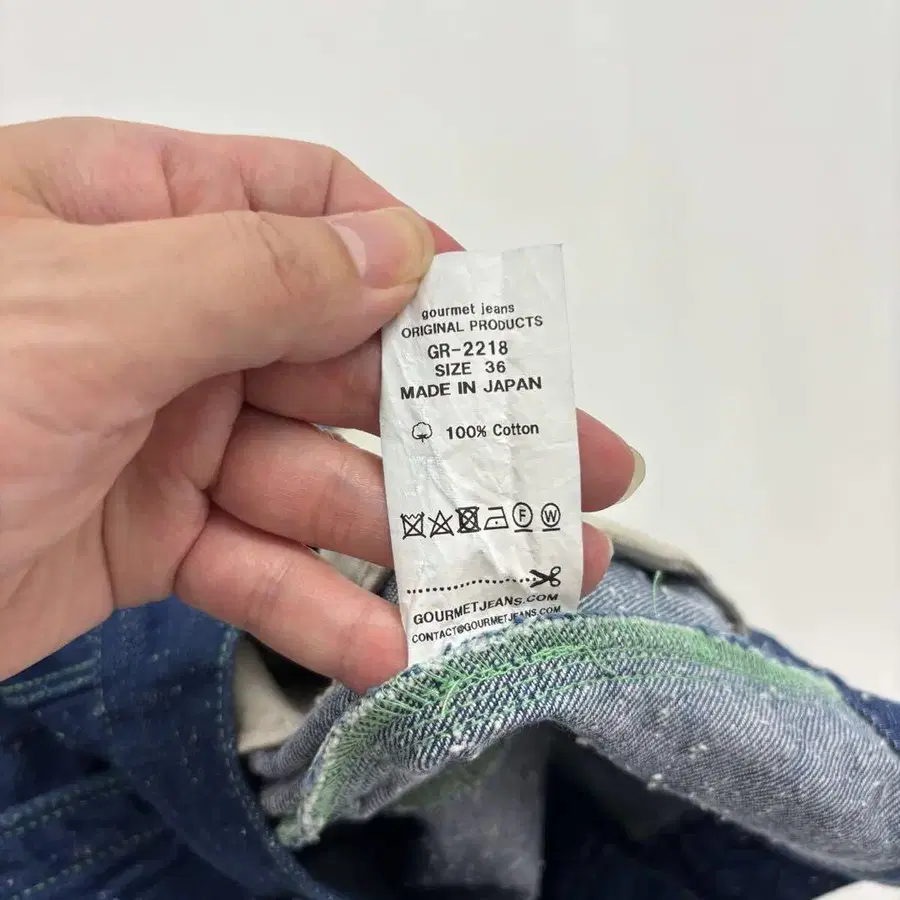 gourmet jeans
ORIGINAL PRODUCTS
GR-2218
SIZE 36
MADE IN JAPAN
100% Cotton
F W
GOURMETJEANS.COM
CONTACT@GOURMETJEANS.COM